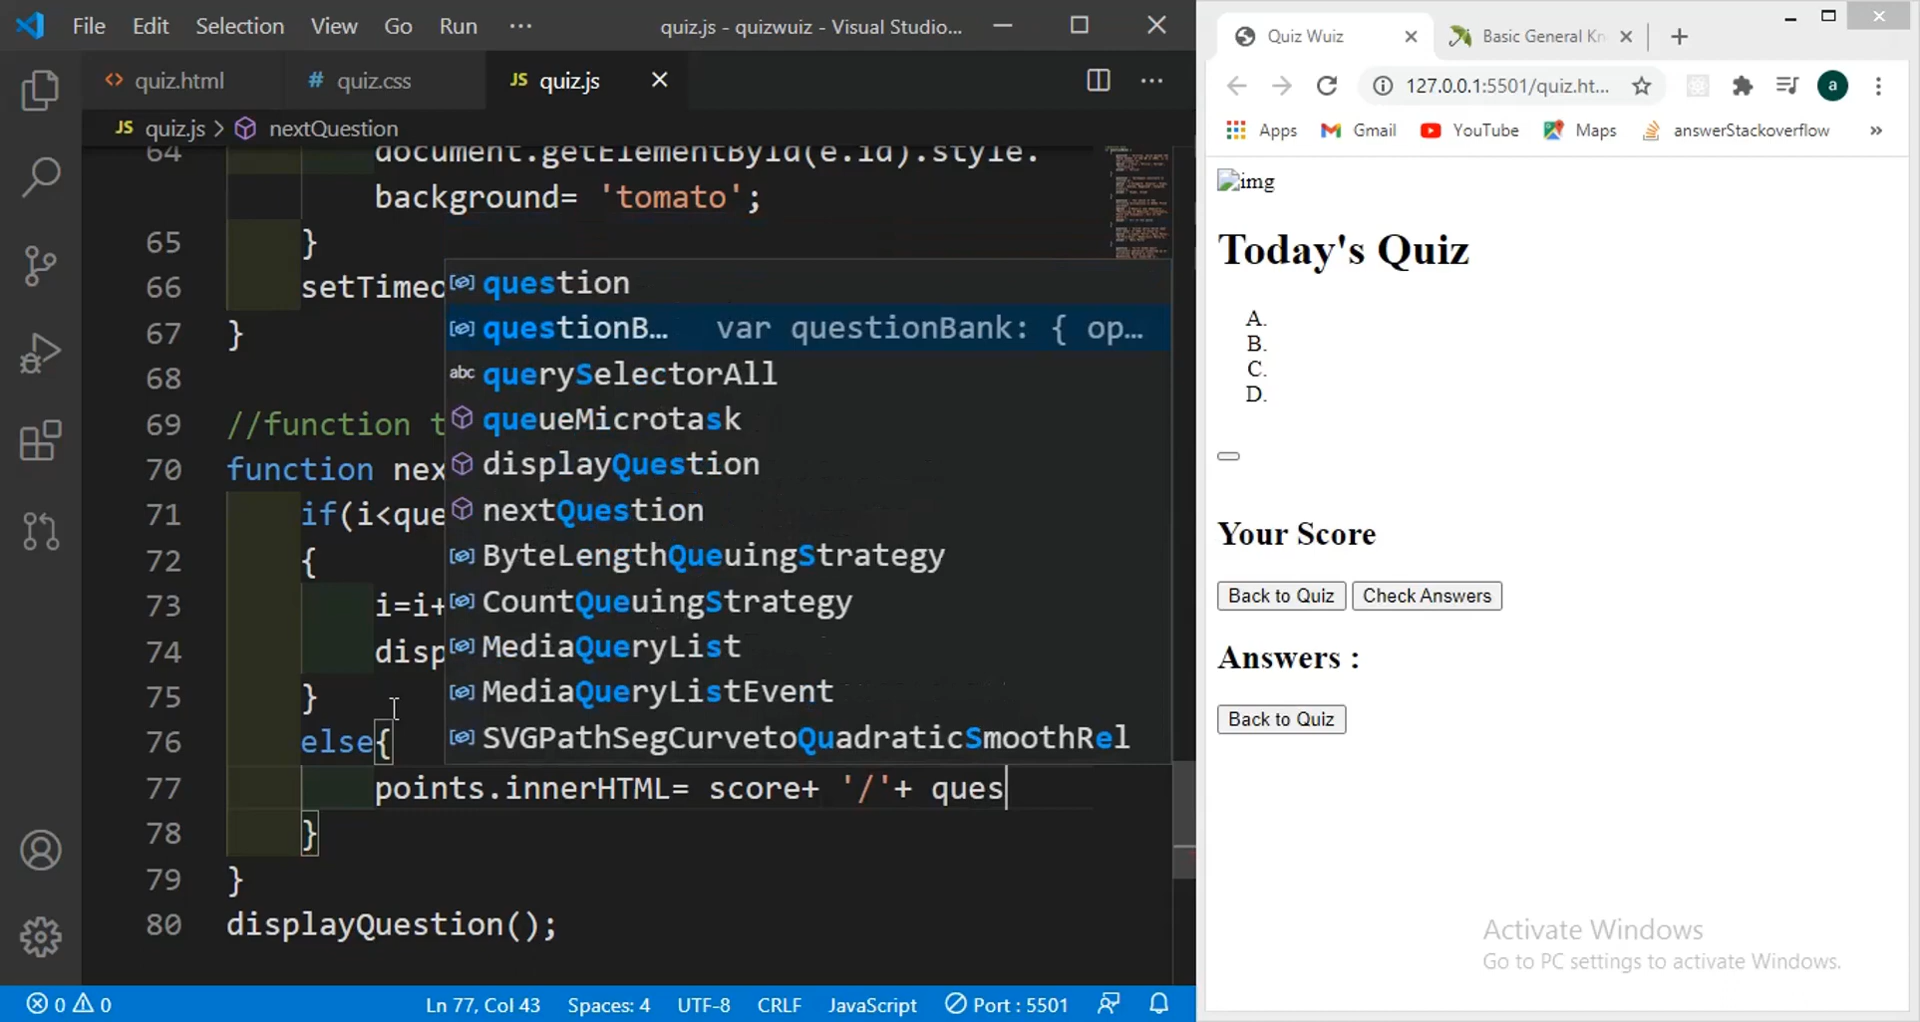 File Edit Selection View Go Run ··· quiz.js - quizwuiz - Visual Studio...
quiz.html quiz.css JS quiz.js
JS quiz.js > nextQuestion
64 document.getElementById(e.id).style.
background= 'tomato';
65 }
66 setTimeo
67 }
68
69 //function t
70 function nex
71 if(i<que
72 {
73 i=i+
74 disp
75 }
76 else{
77 points.innerHTML= score+ '/'+ ques
78 }
79 }
80 displayQuestion();
question
questionB... var questionBank: { op...
abc querySelectorAll
queueMicrotask
displayQuestion
nextQuestion
ByteLengthQueuingStrategy
CountQueuingStrategy
MediaQueryList
MediaQueryListEvent
SVGPathSegCurvetoQuadraticSmoothRel
0 0 Ln 77, Col 43 Spaces: 4 UTF-8 CRLF JavaScript Port : 5501
Quiz Wuiz Basic General Kn
127.0.0.1:5501/quiz.ht... a
Apps Gmail YouTube Maps answerStackoverflow »
img
Today's Quiz
A.
B.
C.
D.
Your Score
Back to Quiz Check Answers
Answers :
Back to Quiz
Activate Windows
Go to PC settings to activate Windows.